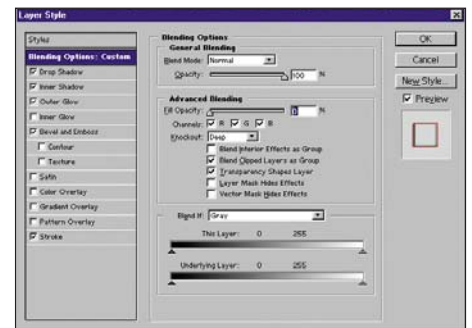 Layer Style
Styles
Blending Options: Custom
Drop Shadow
Inner Shadow
Outer Glow
Inner Glow
Bevel and Emboss
Contour
Texture
Satin
Color Overlay
Gradient Overlay
Pattern Overlay
Stroke
Blending Options
General Blending
Blend Mode: Normal
Opacity: 100 %
Advanced Blending
Fill Opacity: 0 %
Channels: R G B
Knockout: Deep
Blend Interior Effects as Group
Blend Clipped Layers as Group
Transparency Shapes Layer
Layer Mask Hides Effects
Vector Mask Hides Effects
Blend If: Gray
This Layer: 0 255
Underlying Layer: 0 255
OK
Cancel
New Style...
Preview